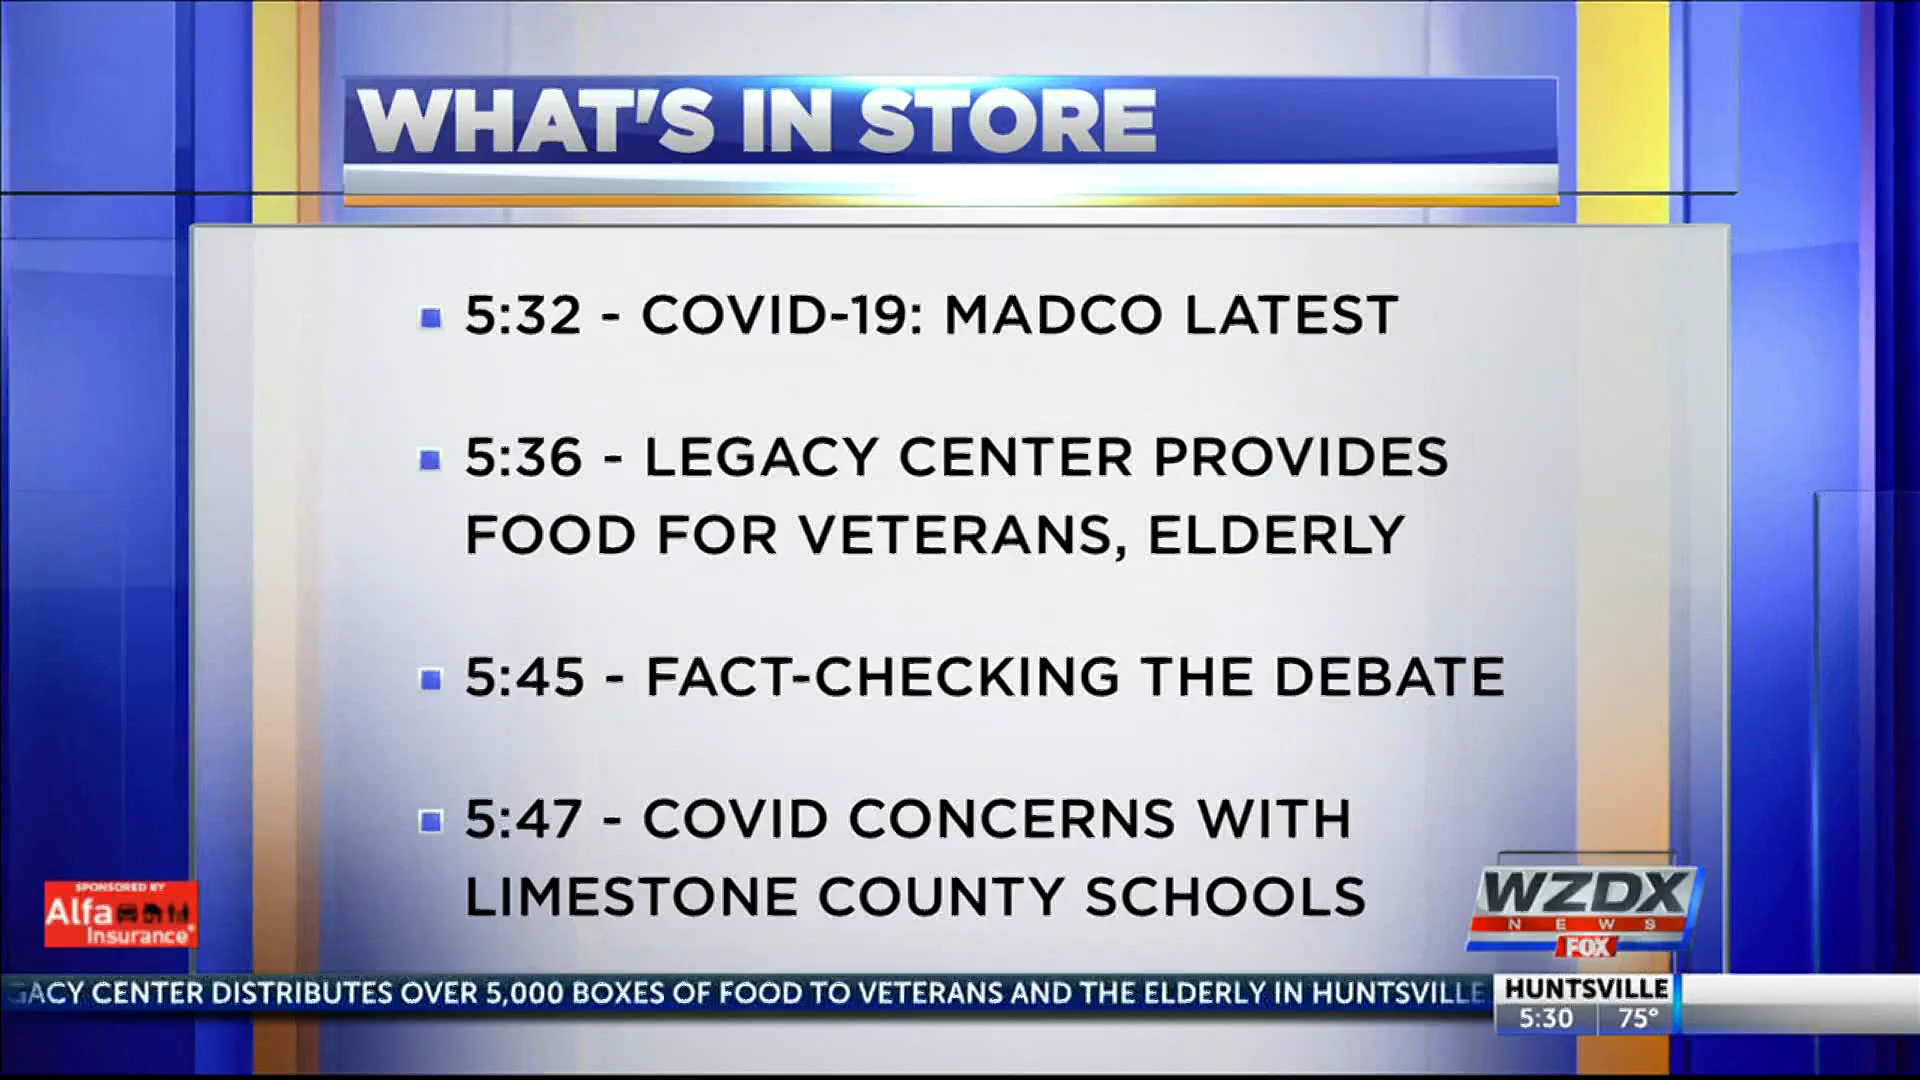 WHAT'S IN STORE
5:32 - COVID-19: MADCO LATEST
5:36 - LEGACY CENTER PROVIDES
FOOD FOR VETERANS, ELDERLY
5:45 - FACT-CHECKING THE DEBATE
5:47 - COVID CONCERNS WITH
LIMESTONE COUNTY SCHOOLS
SPONSORED BY
Alfa
Insurance®
WZDX
NEWS
FOX
GACY CENTER DISTRIBUTES OVER 5,000 BOXES OF FOOD TO VETERANS AND THE ELDERLY IN HUNTSVILLE
HUNTSVILLE
5:30 75°